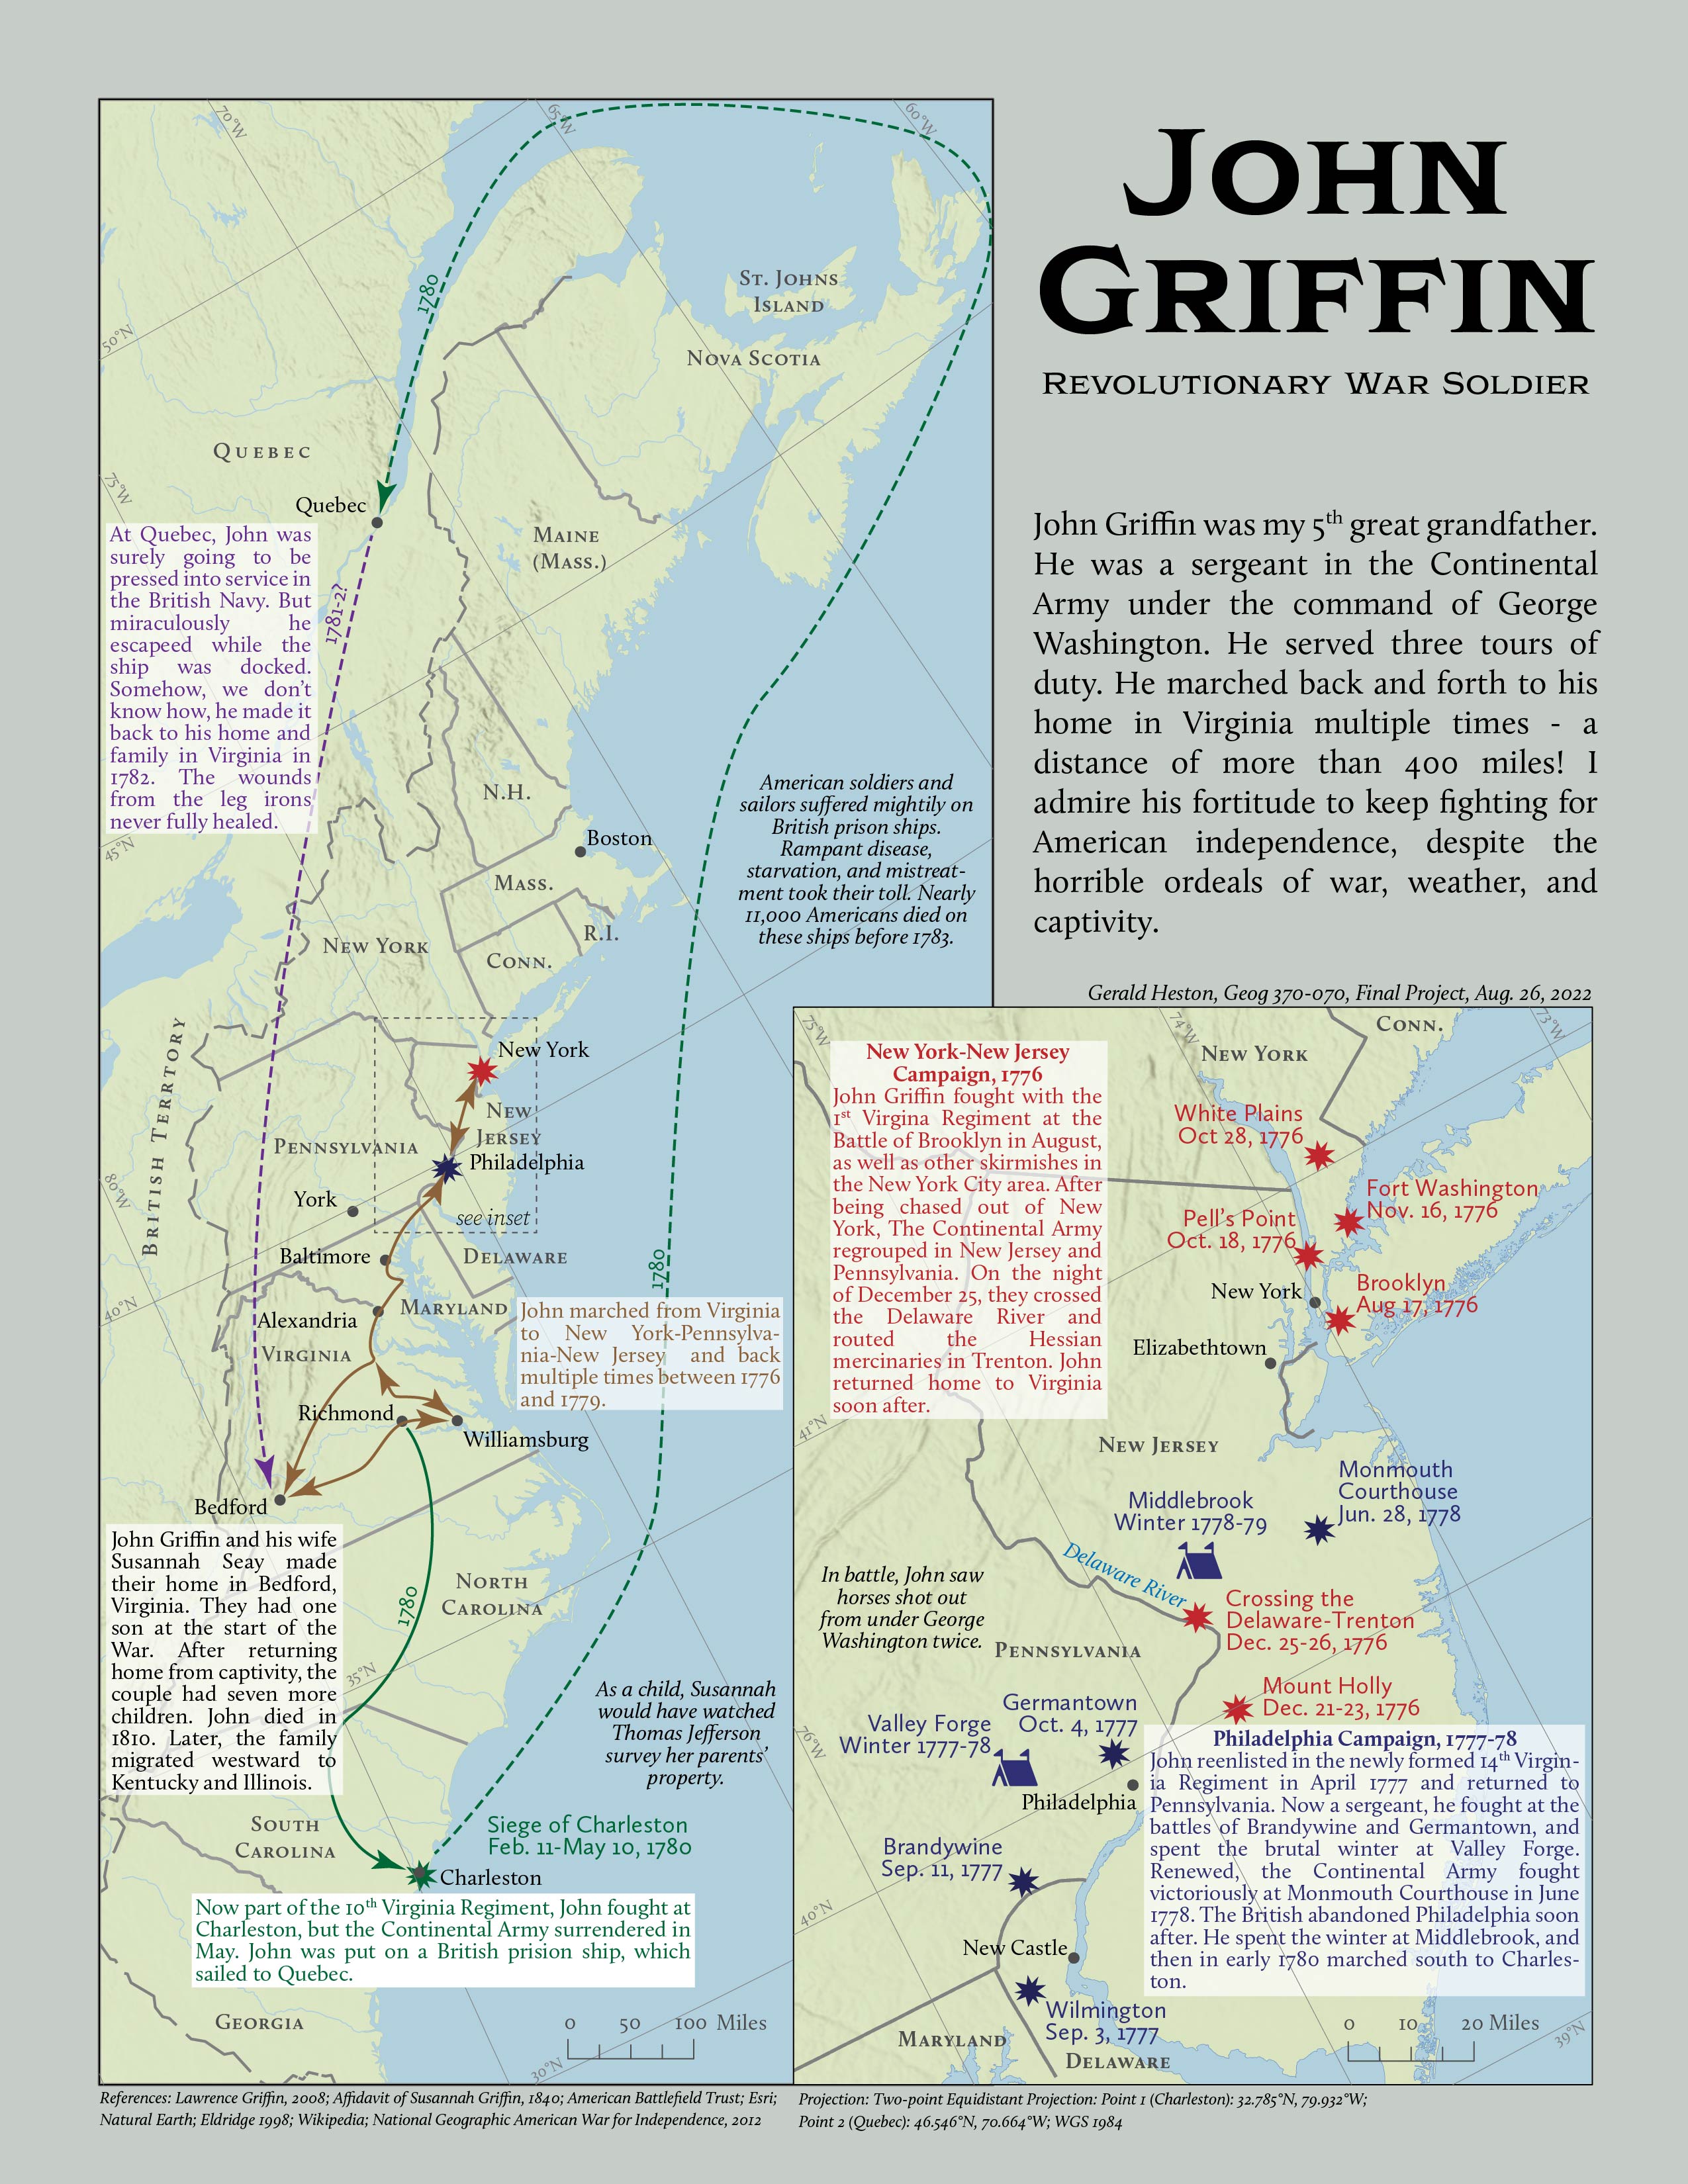 JOHN
GRIFFIN
REVOLUTIONARY WAR SOLDIER
John Griffin was my 5th great grandfather.
He was a sergeant in the Continental
Army under the command of George
Washington. He served three tours of
duty. He marched back and forth to his
home in Virginia multiple times - a
distance of more than 400 miles! I
admire his fortitude to keep fighting for
American independence, despite the
horrible ordeals of war, weather, and
captivity.
Gerald Heston, Geog 370-070, Final Project, Aug. 26, 2022
70°W
65°W
60°W
50°N
1780
ST. JOHNS
ISLAND
NOVA SCOTIA
QUEBEC
75°W
Quebec
MAINE
(MASS.)
At Quebec, John was
surely going to be
pressed into service in
the British Navy. But
miraculously he
escapeed while the
ship was docked.
Somehow, we don't
know how, he made it
back to his home and
family in Virginia in
1782. The wounds
from the leg irons
never fully healed.
1781-2?
45°N
N.H.
Boston
MASS.
R.I.
CONN.
NEW YORK
American soldiers and
sailors suffered mightily on
British prison ships.
Rampant disease,
starvation, and mistreat-
ment took their toll. Nearly
11,000 Americans died on
these ships before 1783.
BRITISH TERRITORY
New York
NEW
JERSEY
PENNSYLVANIA
Philadelphia
80°W
York
see inset
Baltimore
DELAWARE
1780
40°N
Alexandria
MARYLAND
VIRGINIA
John marched from Virginia
to New York-Pennsylva-
nia-New Jersey and back
multiple times between 1776
and 1779.
Richmond
Williamsburg
Bedford
John Griffin and his wife
Susannah Seay made
their home in Bedford,
Virginia. They had one
son at the start of the
War. After returning
home from captivity, the
couple had seven more
children. John died in
1810. Later, the family
migrated westward to
Kentucky and Illinois.
NORTH
CAROLINA
1780
35°N
As a child, Susannah
would have watched
Thomas Jefferson
survey her parents'
property.
SOUTH
CAROLINA
Siege of Charleston
Feb. 11-May 10, 1780
Charleston
Now part of the 10th Virginia Regiment, John fought at
Charleston, but the Continental Army surrendered in
May. John was put on a British prision ship, which
sailed to Quebec.
GEORGIA
0 50 100 Miles
30°N
75°W
74°W
73°W
CONN.
NEW YORK
New York-New Jersey
Campaign, 1776
John Griffin fought with the
1st Virgina Regiment at the
Battle of Brooklyn in August,
as well as other skirmishes in
the New York City area. After
being chased out of New
York, The Continental Army
regrouped in New Jersey and
Pennsylvania. On the night
of December 25, they crossed
the Delaware River and
routed the Hessian
mercinaries in Trenton. John
returned home to Virginia
soon after.
White Plains
Oct 28, 1776
Fort Washington
Nov. 16, 1776
Pell's Point
Oct. 18, 1776
New York
Brooklyn
Aug 17, 1776
Elizabethtown
41°N
NEW JERSEY
Monmouth
Courthouse
Jun. 28, 1778
Middlebrook
Winter 1778-79
Delaware River
In battle, John saw
horses shot out
from under George
Washington twice.
Crossing the
Delaware-Trenton
Dec. 25-26, 1776
PENNSYLVANIA
Mount Holly
Dec. 21-23, 1776
Germantown
Oct. 4, 1777
Valley Forge
Winter 1777-78
76°W
Philadelphia
Philadelphia Campaign, 1777-78
John reenlisted in the newly formed 14th Virgin-
ia Regiment in April 1777 and returned to
Pennsylvania. Now a sergeant, he fought at the
battles of Brandywine and Germantown, and
spent the brutal winter at Valley Forge.
Renewed, the Continental Army fought
victoriously at Monmouth Courthouse in June
1778. The British abandoned Philadelphia soon
after. He spent the winter at Middlebrook, and
then in early 1780 marched south to Charles-
ton.
Brandywine
Sep. 11, 1777
40°N
New Castle
Wilmington
Sep. 3, 1777
MARYLAND
DELAWARE
0 10 20 Miles
39°N
References: Lawrence Griffin, 2008; Affidavit of Susannah Griffin, 1840; American Battlefield Trust; Esri;
Natural Earth; Eldridge 1998; Wikipedia; National Geographic American War for Independence, 2012
Projection: Two-point Equidistant Projection: Point 1 (Charleston): 32.785°N, 79.932°W;
Point 2 (Quebec): 46.546°N, 70.664°W; WGS 1984